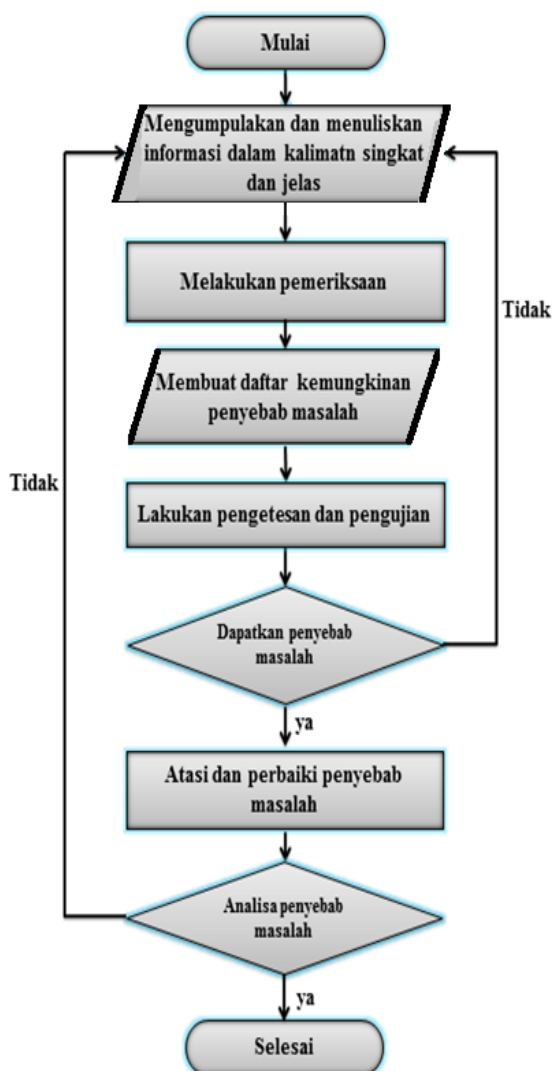 Mulai
Mengumpulakan dan menuliskan
informasi dalam kalimatn singkat
dan jelas
Melakukan pemeriksaan
Tidak
Membuat daftar kemungkinan
penyebab masalah
Tidak
Lakukan pengetesan dan pengujian
Dapatkan penyebab
masalah
ya
Atasi dan perbaiki penyebab
masalah
Analisa penyebab
masalah
ya
Selesai